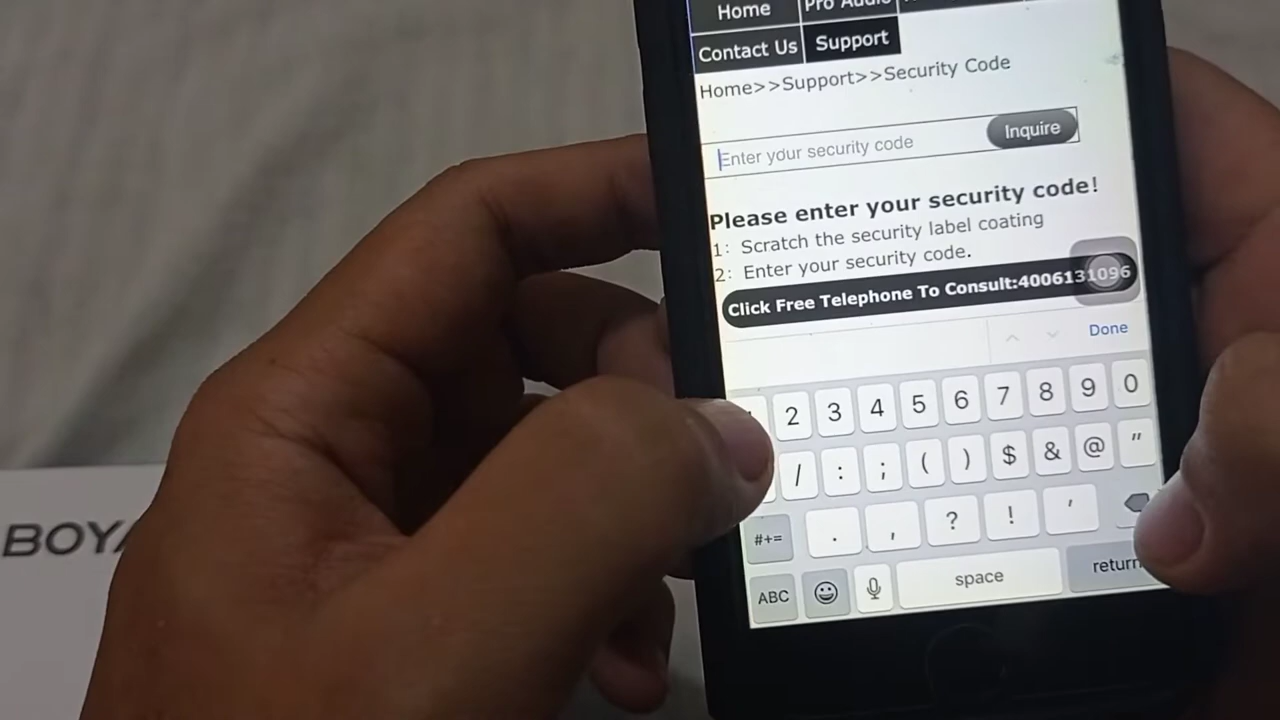 Home
Pro Audio
Contact Us
Support
Home>>Support>>Security Code
Enter your security code
Inquire
Please enter your security code!
1: Scratch the security label coating
2: Enter your security code.
Click Free Telephone To Consult:4006131096
Done
2 3 4 5 6 7 8 9 0
/ : ; ( ) $ & @ "
#+= . , ? ! '
ABC space return
BOYA